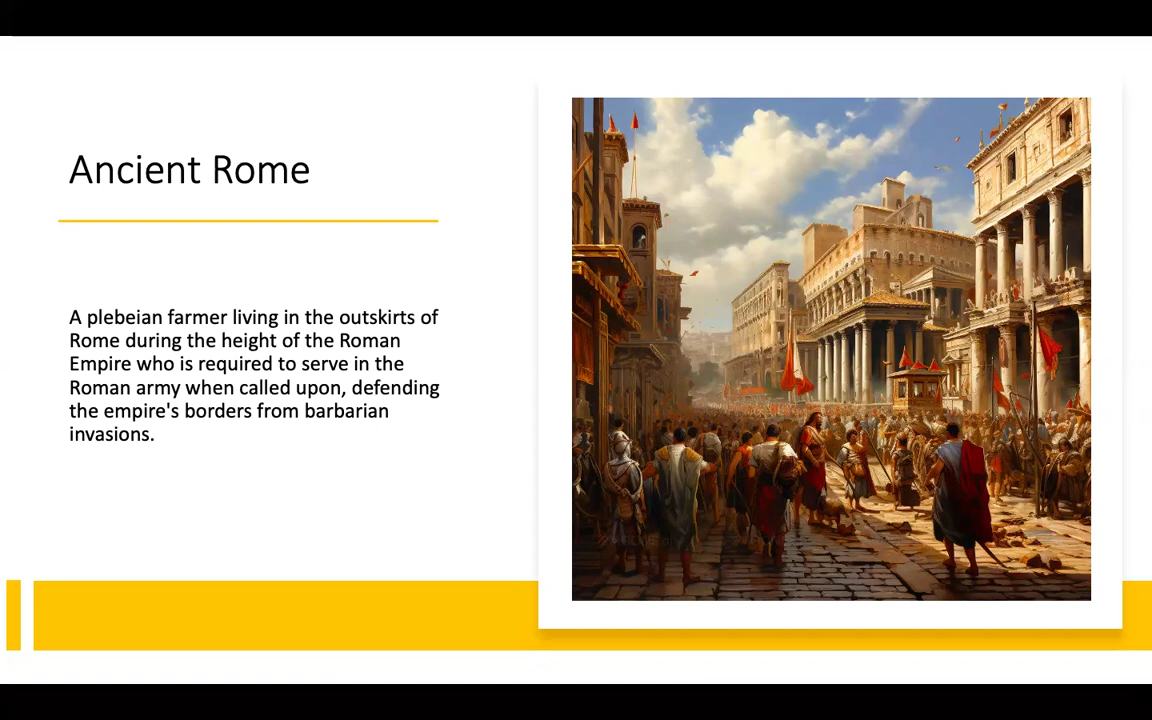 Ancient Rome
A plebeian farmer living in the outskirts of
Rome during the height of the Roman
Empire who is required to serve in the
Roman army when called upon, defending
the empire's borders from barbarian
invasions.